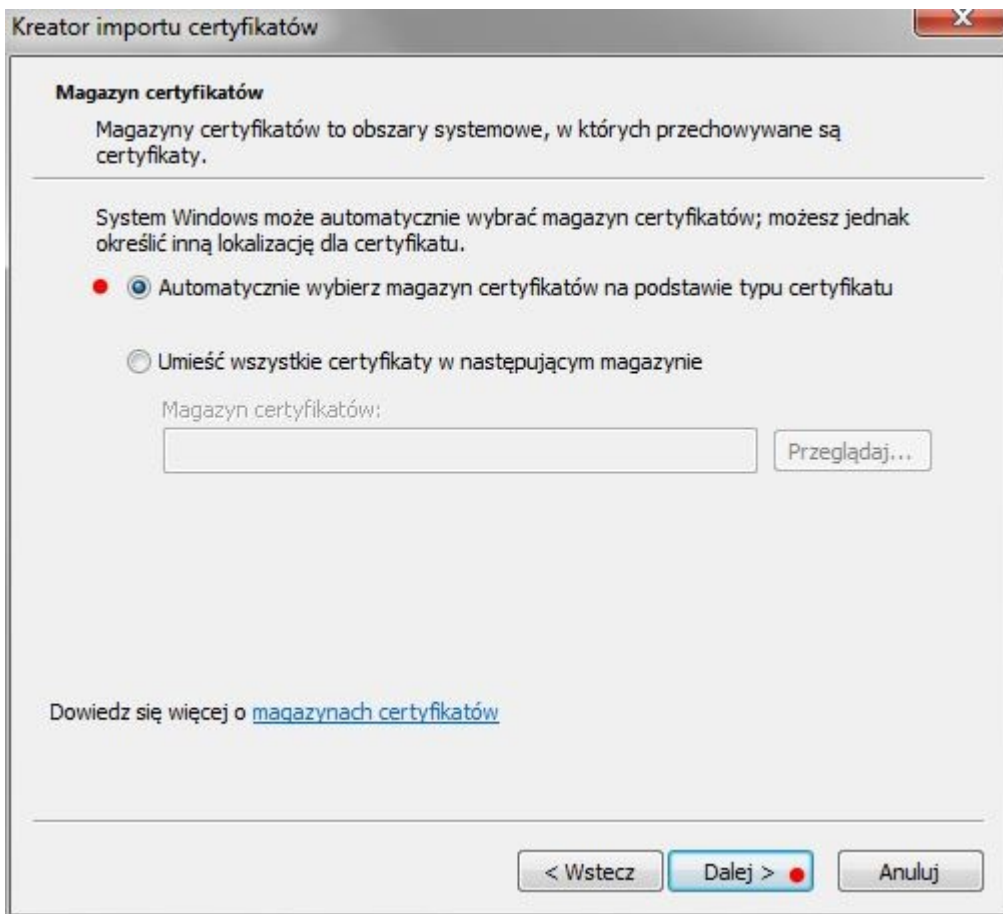 Kreator importu certyfikatów
X
Magazyn certyfikatów
Magazyny certyfikatów to obszary systemowe, w których przechowywane są
certyfikaty.
System Windows może automatycznie wybrać magazyn certyfikatów; możesz jednak
określić inną lokalizację dla certyfikatu.
Automatycznie wybierz magazyn certyfikatów na podstawie typu certyfikatu
Umieść wszystkie certyfikaty w następującym magazynie
Magazyn certyfikatów:
Przeglądaj...
Dowiedz się więcej o magazynach certyfikatów
< Wstecz Dalej > Anuluj